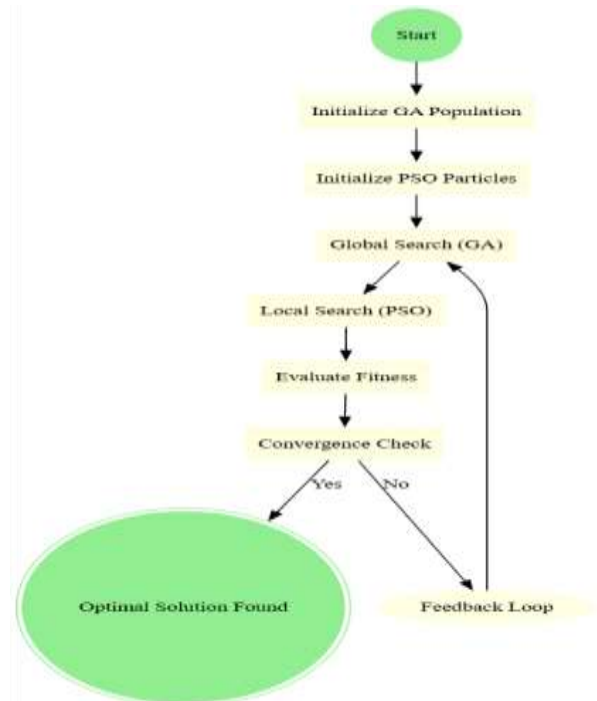 Start
Initialize GA Population
Initialize PSO Particles
Global Search (GA)
Local Search (PSO)
Evaluate Fitness
Convergence Check
Yes
No
Optimal Solution Found
Feedback Loop